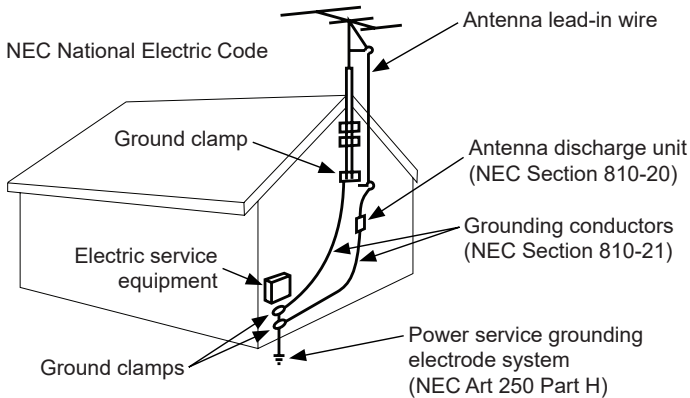 Antenna lead-in wire
NEC National Electric Code
Ground clamp
Antenna discharge unit
(NEC Section 810-20)
Grounding conductors
(NEC Section 810-21)
Electric service
equipment
Ground clamps
Power service grounding
electrode system
(NEC Art 250 Part H)